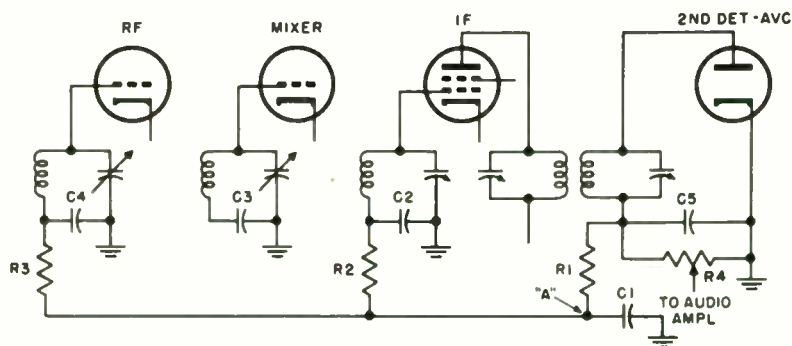 RF
MIXER
IF
2ND DET-AVC
C4
C3
C2
C5
R3
R2
R1
R4
"A"
C1
TO AUDIO
AMPL